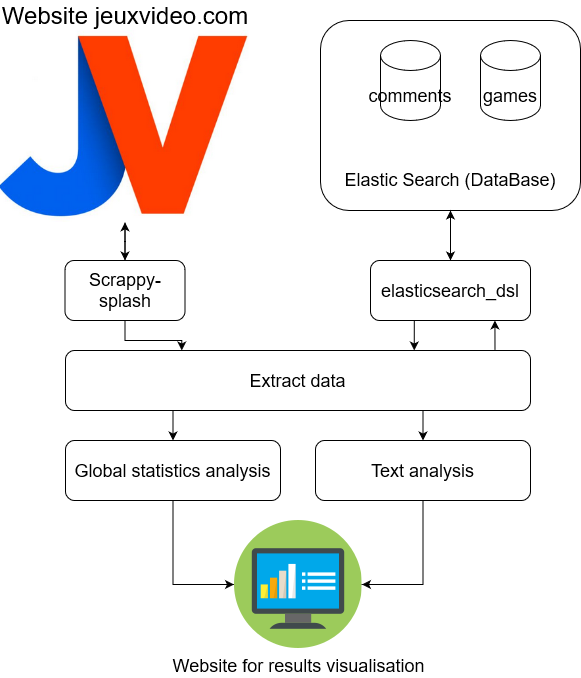 Website jeuxvideo.com
JV
comments
games
Elastic Search (DataBase)
Scrappy-
splash
elasticsearch_dsl
Extract data
Global statistics analysis
Text analysis
Website for results visualisation